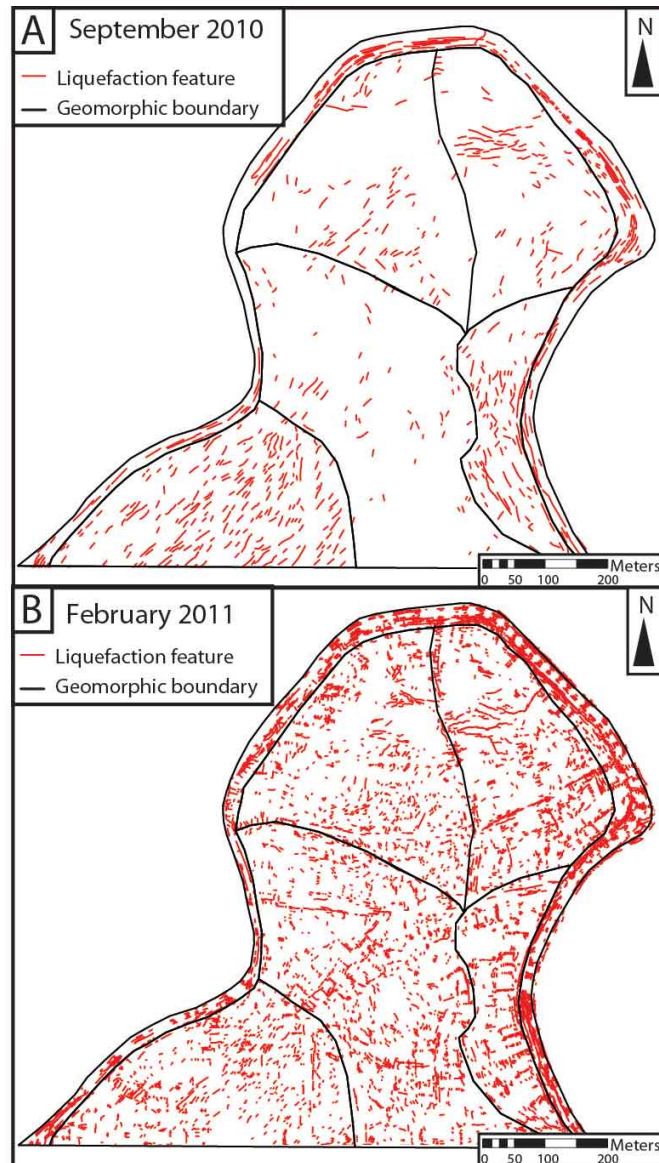 A September 2010
Liquefaction feature
Geomorphic boundary
N
Meters
0 50 100 200
B February 2011
Liquefaction feature
Geomorphic boundary
N
Meters
0 50 100 200